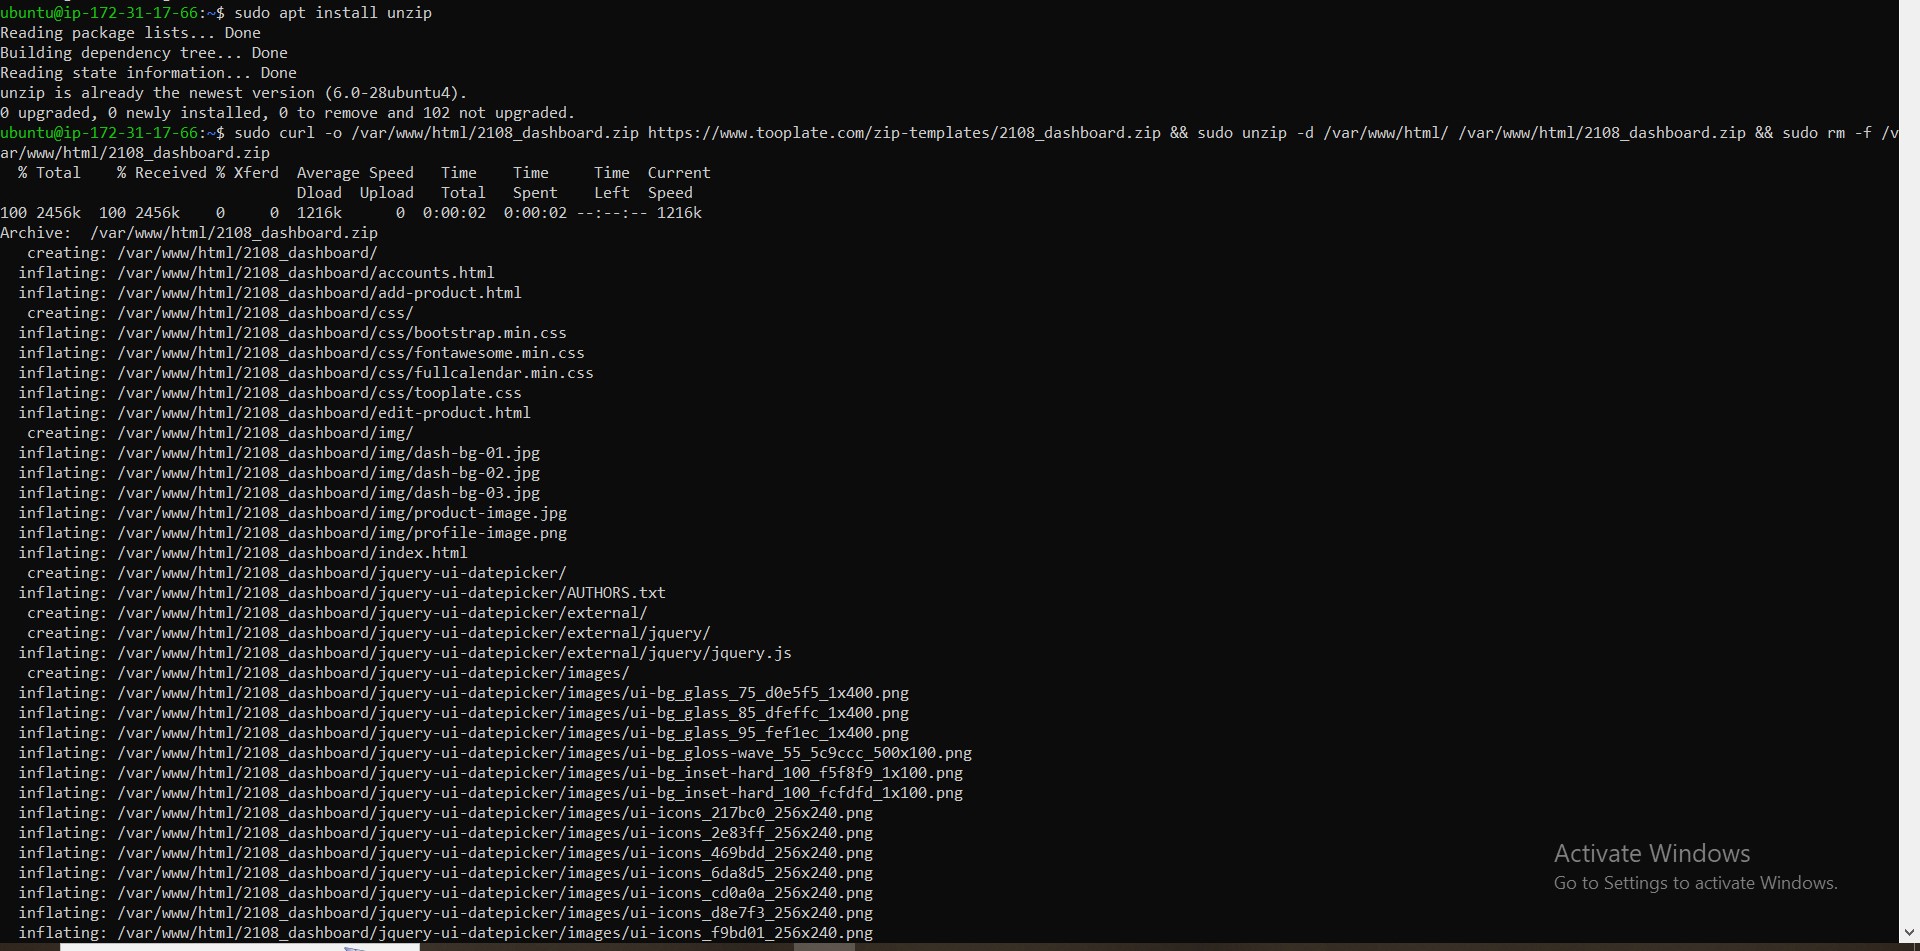 ubuntu@ip-172-31-17-66:~$ sudo apt install unzip
Reading package lists... Done
Building dependency tree... Done
Reading state information... Done
unzip is already the newest version (6.0-28ubuntu4).
0 upgraded, 0 newly installed, 0 to remove and 102 not upgraded.
ubuntu@ip-172-31-17-66:~$ sudo curl -o /var/www/html/2108_dashboard.zip https://www.tooplate.com/zip-templates/2108_dashboard.zip && sudo unzip -d /var/www/html/ /var/www/html/2108_dashboard.zip && sudo rm -f /v
ar/www/html/2108_dashboard.zip
  % Total    % Received % Xferd  Average Speed   Time    Time     Time  Current
                                 Dload  Upload   Total   Spent    Left  Speed
100 2456k  100 2456k    0     0  1216k      0  0:00:02  0:00:02 --:--:-- 1216k
Archive:  /var/www/html/2108_dashboard.zip
   creating: /var/www/html/2108_dashboard/
  inflating: /var/www/html/2108_dashboard/accounts.html
  inflating: /var/www/html/2108_dashboard/add-product.html
   creating: /var/www/html/2108_dashboard/css/
  inflating: /var/www/html/2108_dashboard/css/bootstrap.min.css
  inflating: /var/www/html/2108_dashboard/css/fontawesome.min.css
  inflating: /var/www/html/2108_dashboard/css/fullcalendar.min.css
  inflating: /var/www/html/2108_dashboard/css/tooplate.css
  inflating: /var/www/html/2108_dashboard/edit-product.html
   creating: /var/www/html/2108_dashboard/img/
  inflating: /var/www/html/2108_dashboard/img/dash-bg-01.jpg
  inflating: /var/www/html/2108_dashboard/img/dash-bg-02.jpg
  inflating: /var/www/html/2108_dashboard/img/dash-bg-03.jpg
  inflating: /var/www/html/2108_dashboard/img/product-image.jpg
  inflating: /var/www/html/2108_dashboard/img/profile-image.png
  inflating: /var/www/html/2108_dashboard/index.html
   creating: /var/www/html/2108_dashboard/jquery-ui-datepicker/
  inflating: /var/www/html/2108_dashboard/jquery-ui-datepicker/AUTHORS.txt
   creating: /var/www/html/2108_dashboard/jquery-ui-datepicker/external/
   creating: /var/www/html/2108_dashboard/jquery-ui-datepicker/external/jquery/
  inflating: /var/www/html/2108_dashboard/jquery-ui-datepicker/external/jquery/jquery.js
   creating: /var/www/html/2108_dashboard/jquery-ui-datepicker/images/
  inflating: /var/www/html/2108_dashboard/jquery-ui-datepicker/images/ui-bg_glass_75_d0e5f5_1x400.png
  inflating: /var/www/html/2108_dashboard/jquery-ui-datepicker/images/ui-bg_glass_85_dfeffc_1x400.png
  inflating: /var/www/html/2108_dashboard/jquery-ui-datepicker/images/ui-bg_glass_95_fef1ec_1x400.png
  inflating: /var/www/html/2108_dashboard/jquery-ui-datepicker/images/ui-bg_gloss-wave_55_5c9ccc_500x100.png
  inflating: /var/www/html/2108_dashboard/jquery-ui-datepicker/images/ui-bg_inset-hard_100_f5f8f9_1x100.png
  inflating: /var/www/html/2108_dashboard/jquery-ui-datepicker/images/ui-bg_inset-hard_100_fcfdfd_1x100.png
  inflating: /var/www/html/2108_dashboard/jquery-ui-datepicker/images/ui-icons_217bc0_256x240.png
  inflating: /var/www/html/2108_dashboard/jquery-ui-datepicker/images/ui-icons_2e83ff_256x240.png
  inflating: /var/www/html/2108_dashboard/jquery-ui-datepicker/images/ui-icons_469bdd_256x240.png
  inflating: /var/www/html/2108_dashboard/jquery-ui-datepicker/images/ui-icons_6da8d5_256x240.png
  inflating: /var/www/html/2108_dashboard/jquery-ui-datepicker/images/ui-icons_cd0a0a_256x240.png
  inflating: /var/www/html/2108_dashboard/jquery-ui-datepicker/images/ui-icons_d8e7f3_256x240.png
  inflating: /var/www/html/2108_dashboard/jquery-ui-datepicker/images/ui-icons_f9bd01_256x240.png
Activate Windows
Go to Settings to activate Windows.